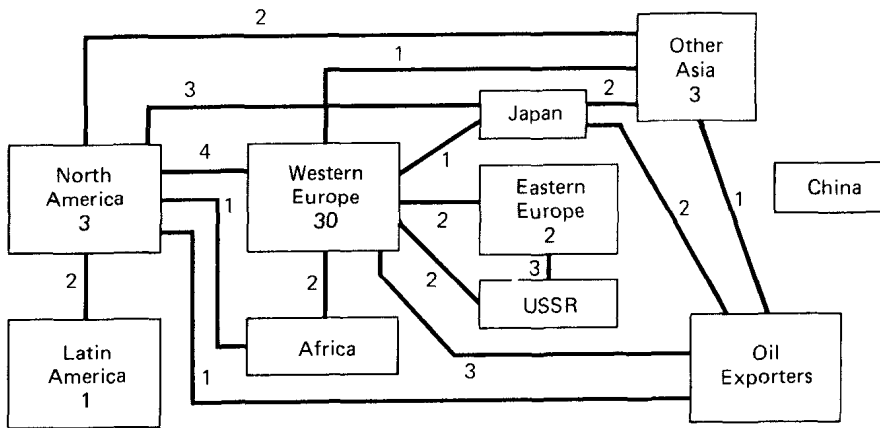 2
1
Other
Asia
3
3
Japan
2
4
North
America
3
Western
Europe
30
1
Eastern
Europe
2
China
1
2
2
1
2
2
2
3
USSR
Latin
America
1
Africa
1
3
Oil
Exporters